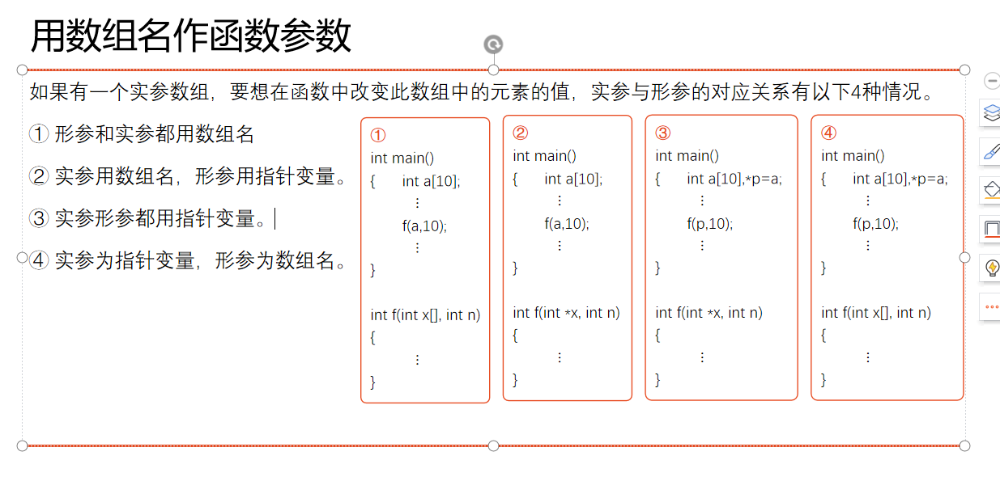 用数组名作函数参数
如果有一个实参数组，要想在函数中改变此数组中的元素的值，实参与形参的对应关系有以下4种情况。
① 形参和实参都用数组名
② 实参用数组名，形参用指针变量。
③ 实参形参都用指针变量。
④ 实参为指针变量，形参为数组名。
①
int main()
{ int a[10];
⋮
f(a,10);
⋮
}
int f(int x[], int n)
{
⋮
}
②
int main()
{ int a[10];
⋮
f(a,10);
⋮
}
int f(int *x, int n)
{
⋮
}
③
int main()
{ int a[10],*p=a;
⋮
f(p,10);
⋮
}
int f(int *x, int n)
{
⋮
}
④
int main()
{ int a[10],*p=a;
⋮
f(p,10);
⋮
}
int f(int x[], int n)
{
⋮
}